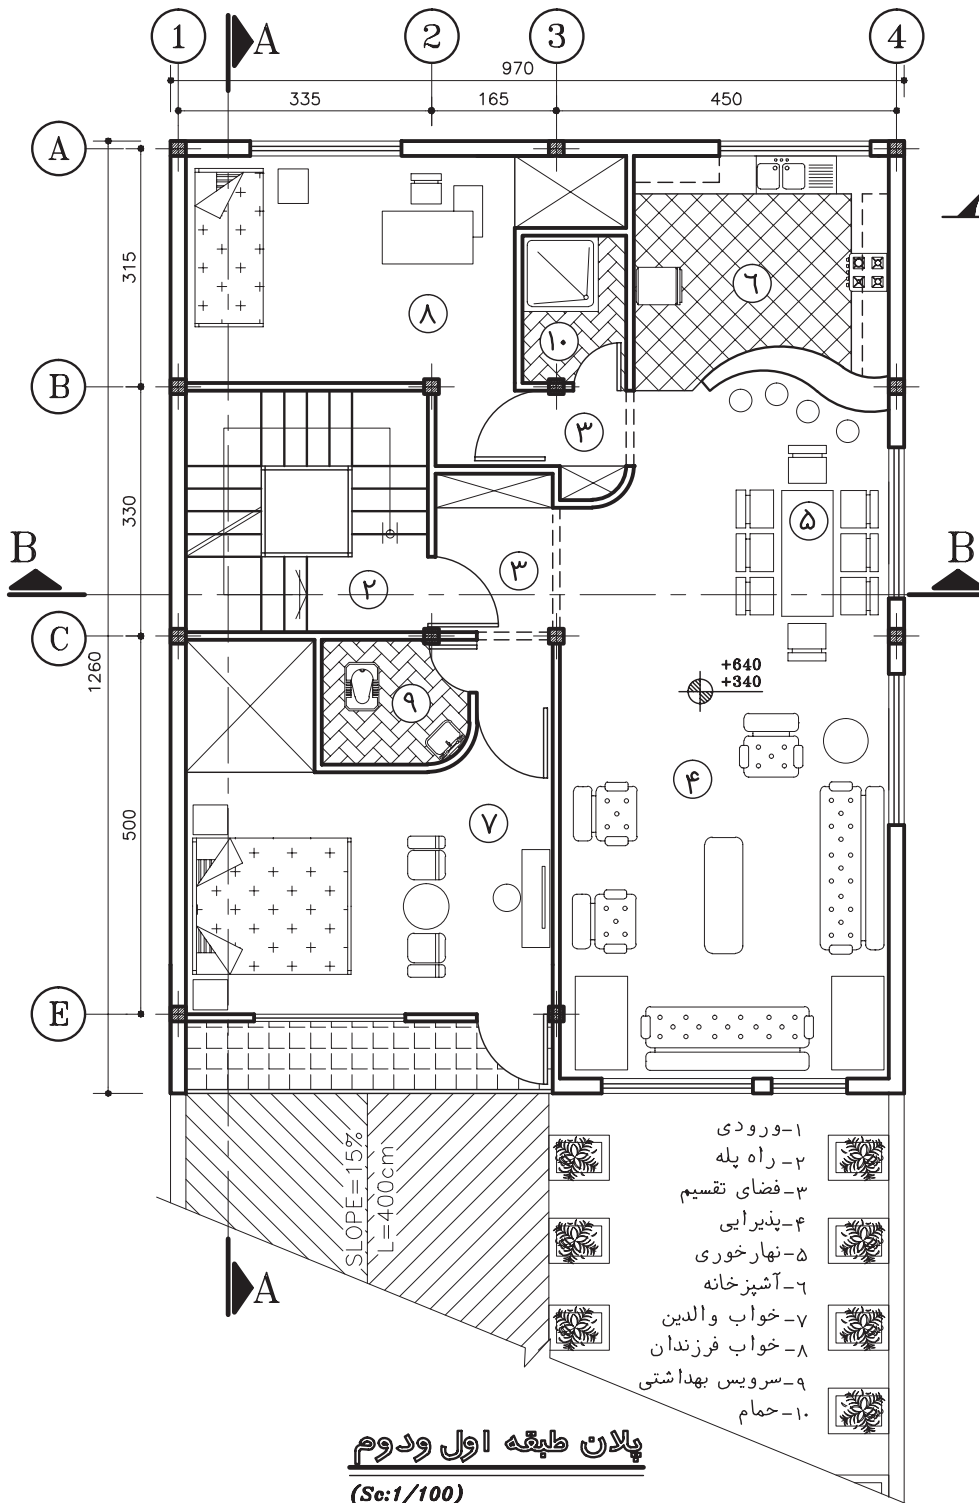 1 A 2 3 4
970
335 165 450
A
315
۸
۶
۱۰
B
۳
330
۵
B B
۳
۲
C
1260
+640
+340
۹
۴
500
۷
E
SLOPE=15%
L=400cm
A
۱-ورودی
۲-راه پله
۳-فضای تقسیم
۴-پذیرایی
۵-نهارخوری
۶-آشپزخانه
۷-خواب والدین
۸-خواب فرزندان
۹-سرویس بهداشتی
۱۰-حمام
پلان طبقه اول ودوم
(Sc:1/100)